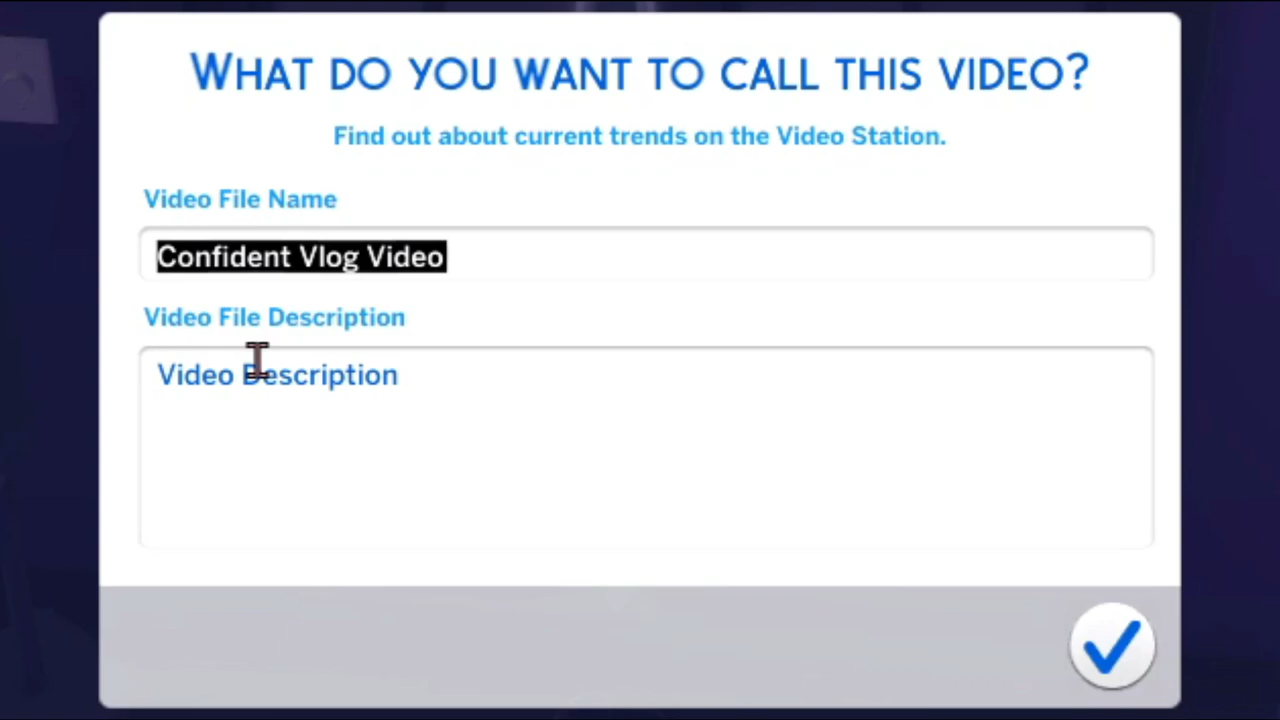 WHAT DO YOU WANT TO CALL THIS VIDEO?
Find out about current trends on the Video Station.
Video File Name
Confident Vlog Video
Video File Description
Video Description